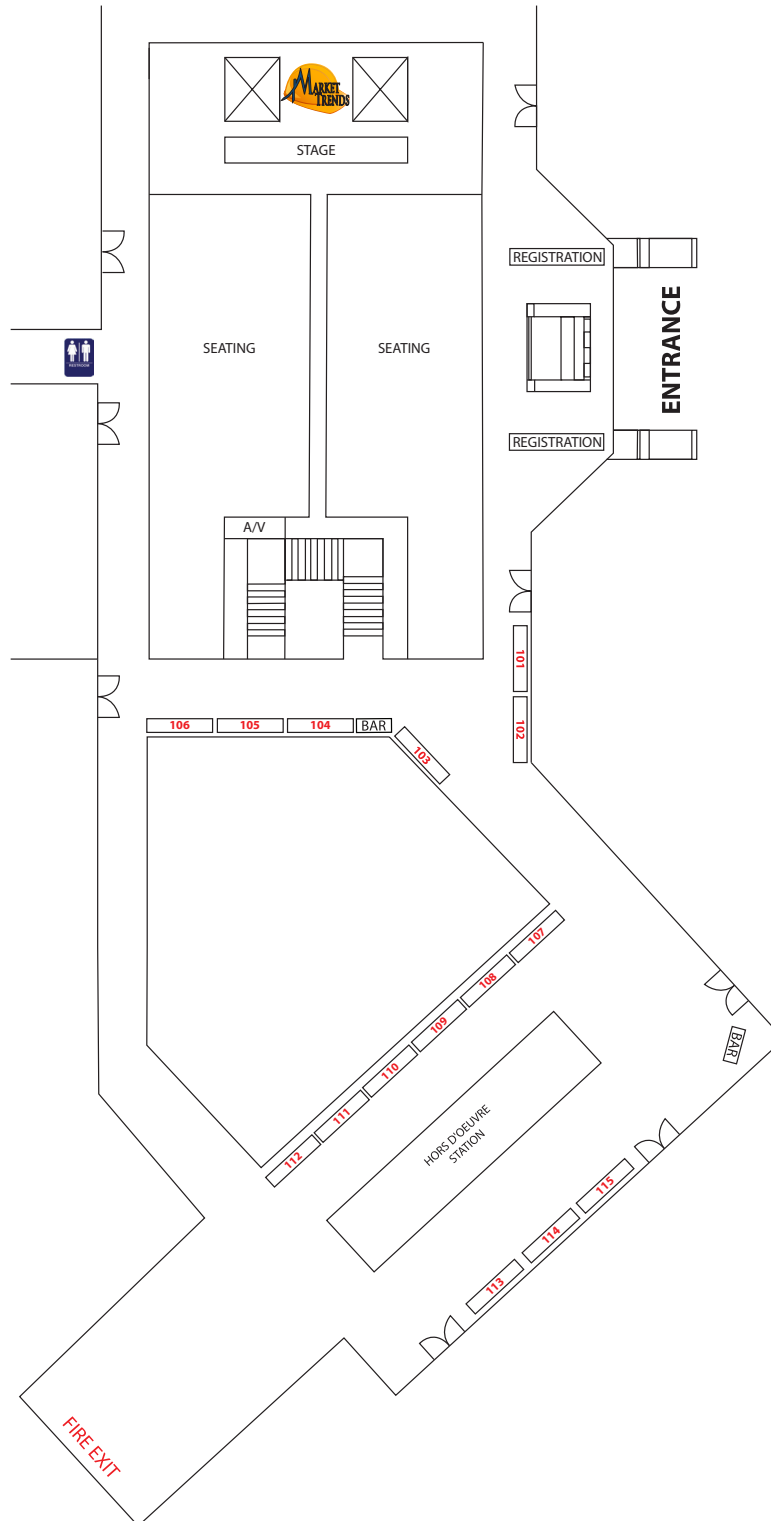 MARKET
TRENDS
STAGE
REGISTRATION
ENTRANCE
SEATING
SEATING
RESTROOM
REGISTRATION
A/V
101
102
106
105
104
BAR
103
107
108
109
110
111
112
BAR
HORS D'OEUVRE
STATION
115
114
113
FIRE EXIT